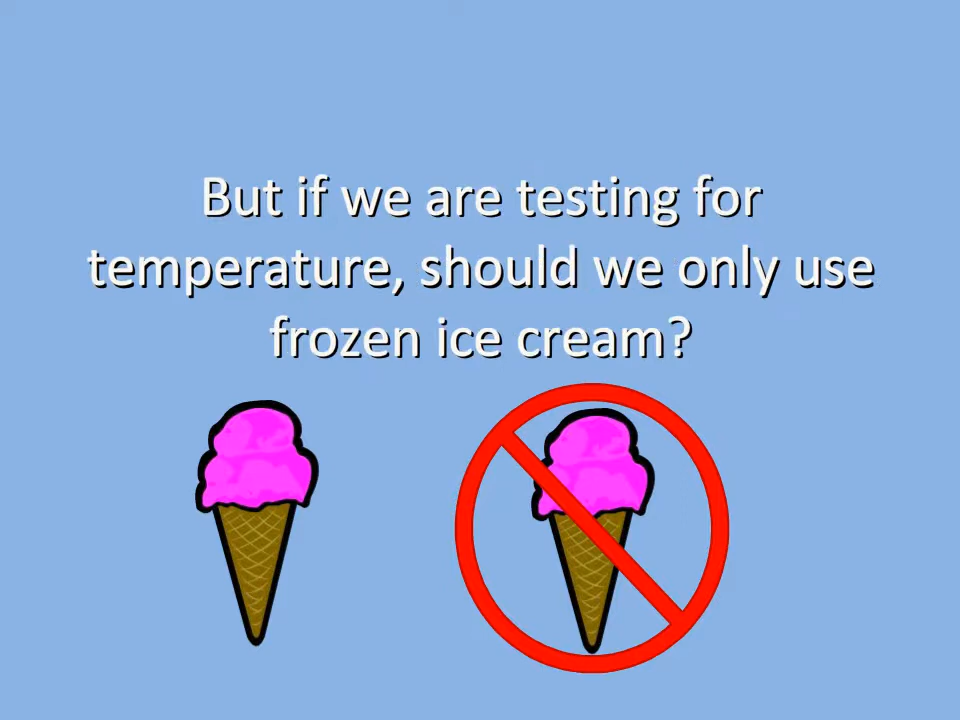 But if we are testing for
temperature, should we only use
frozen ice cream?